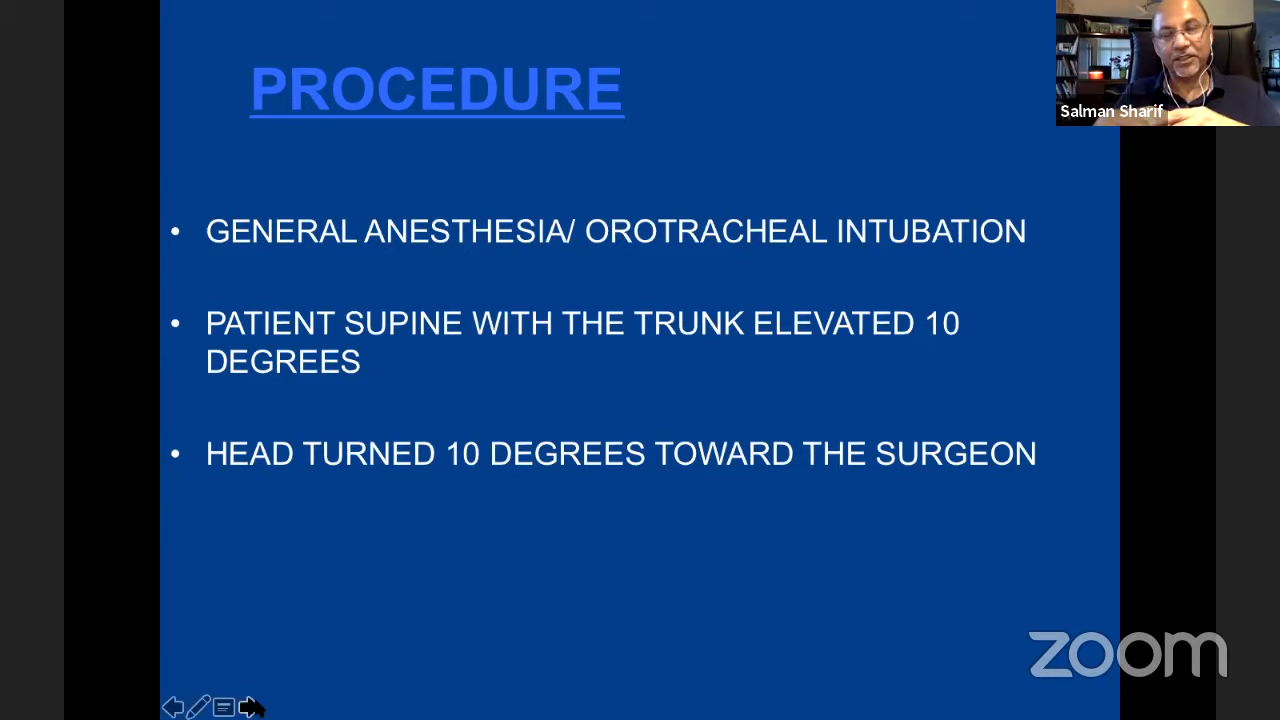 PROCEDURE
Salman Sharif
• GENERAL ANESTHESIA/ OROTRACHEAL INTUBATION
• PATIENT SUPINE WITH THE TRUNK ELEVATED 10
DEGREES
• HEAD TURNED 10 DEGREES TOWARD THE SURGEON
zoom